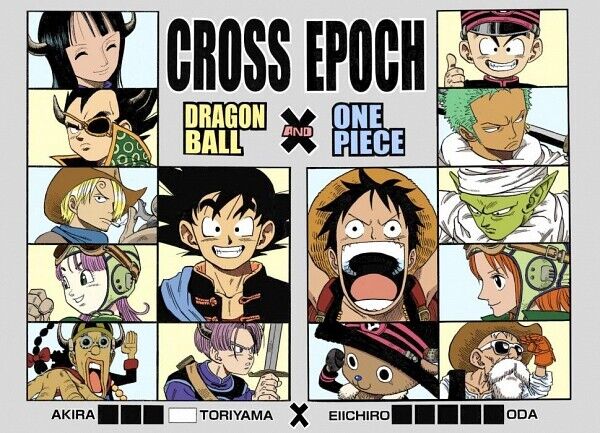 CROSS EPOCH
DRAGON BALL
AND
ONE PIECE
AKIRA TORIYAMA X EIICHIRO ODA